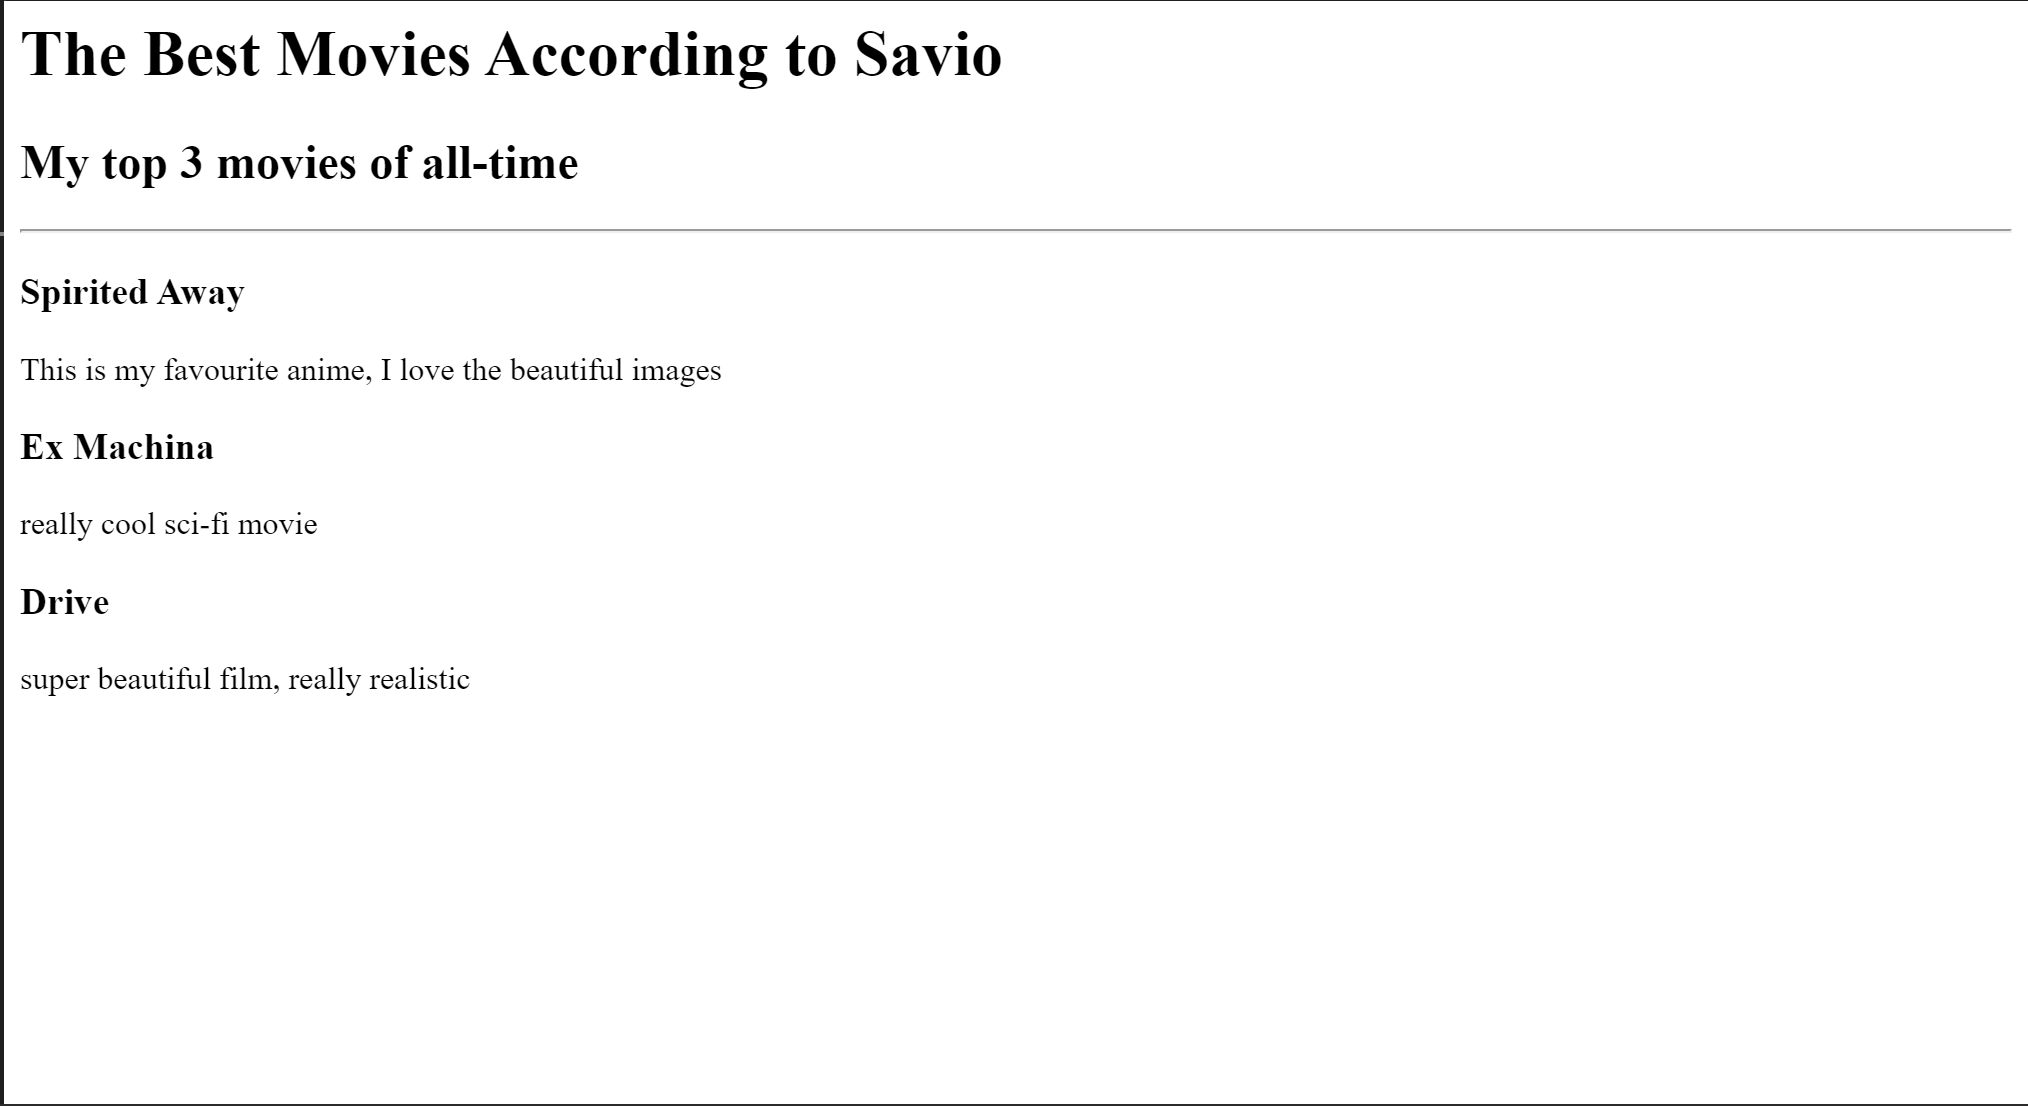 The Best Movies According to Savio
My top 3 movies of all-time
Spirited Away
This is my favourite anime, I love the beautiful images
Ex Machina
really cool sci-fi movie
Drive
super beautiful film, really realistic